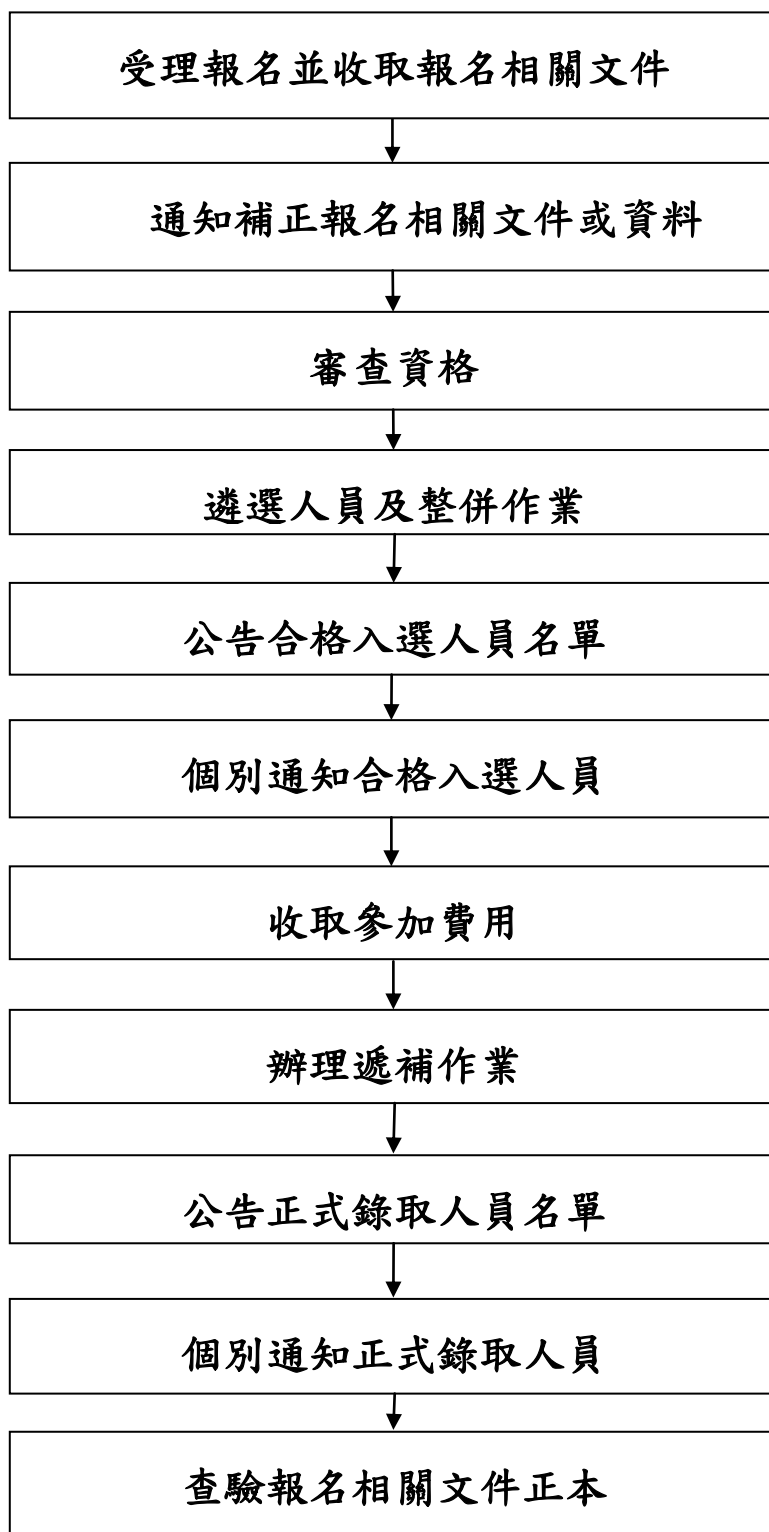 受理報名並收取報名相關文件
通知補正報名相關文件或資料
審查資格
遴選人員及整併作業
公告合格入選人員名單
個別通知合格入選人員
收取參加費用
辦理遞補作業
公告正式錄取人員名單
個別通知正式錄取人員
查驗報名相關文件正本